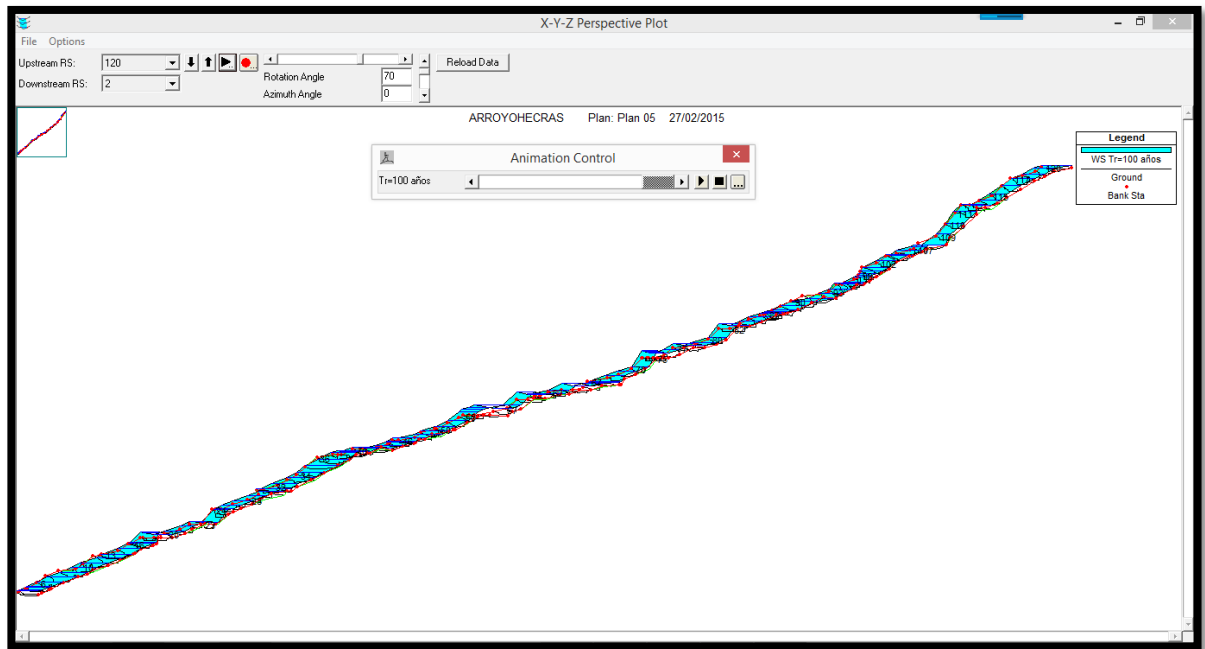 X-Y-Z Perspective Plot
File Options
Upstream RS: 120
Downstream RS: 2
Rotation Angle 70
Azimuth Angle 0
Reload Data
ARROYOHECRAS Plan: Plan 05 27/02/2015
Animation Control
Tr=100 años
Legend
WS Tr=100 años
Ground
Bank Sta